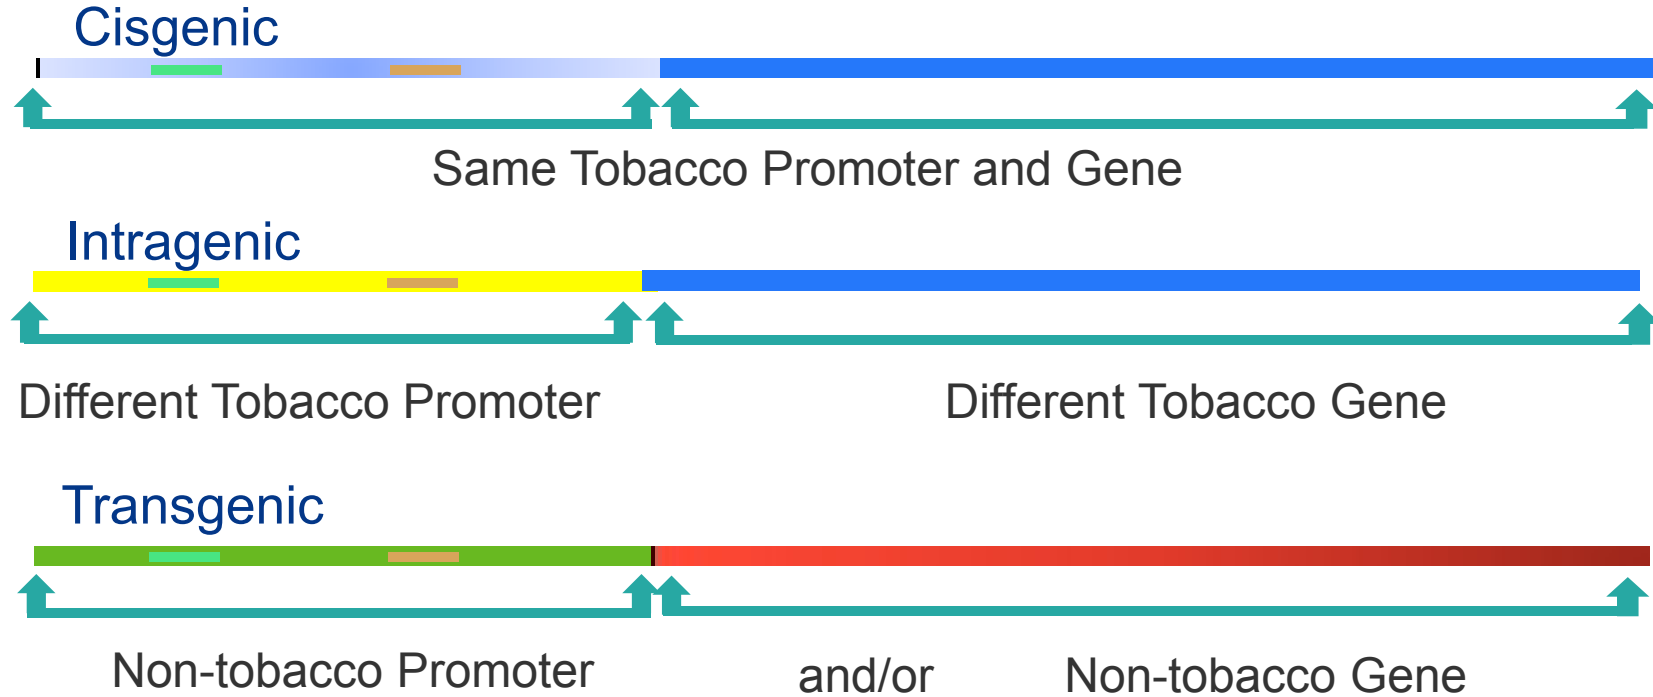 Cisgenic
Same Tobacco Promoter and Gene
Intragenic
Different Tobacco Promoter
Different Tobacco Gene
Transgenic
Non-tobacco Promoter
and/or
Non-tobacco Gene